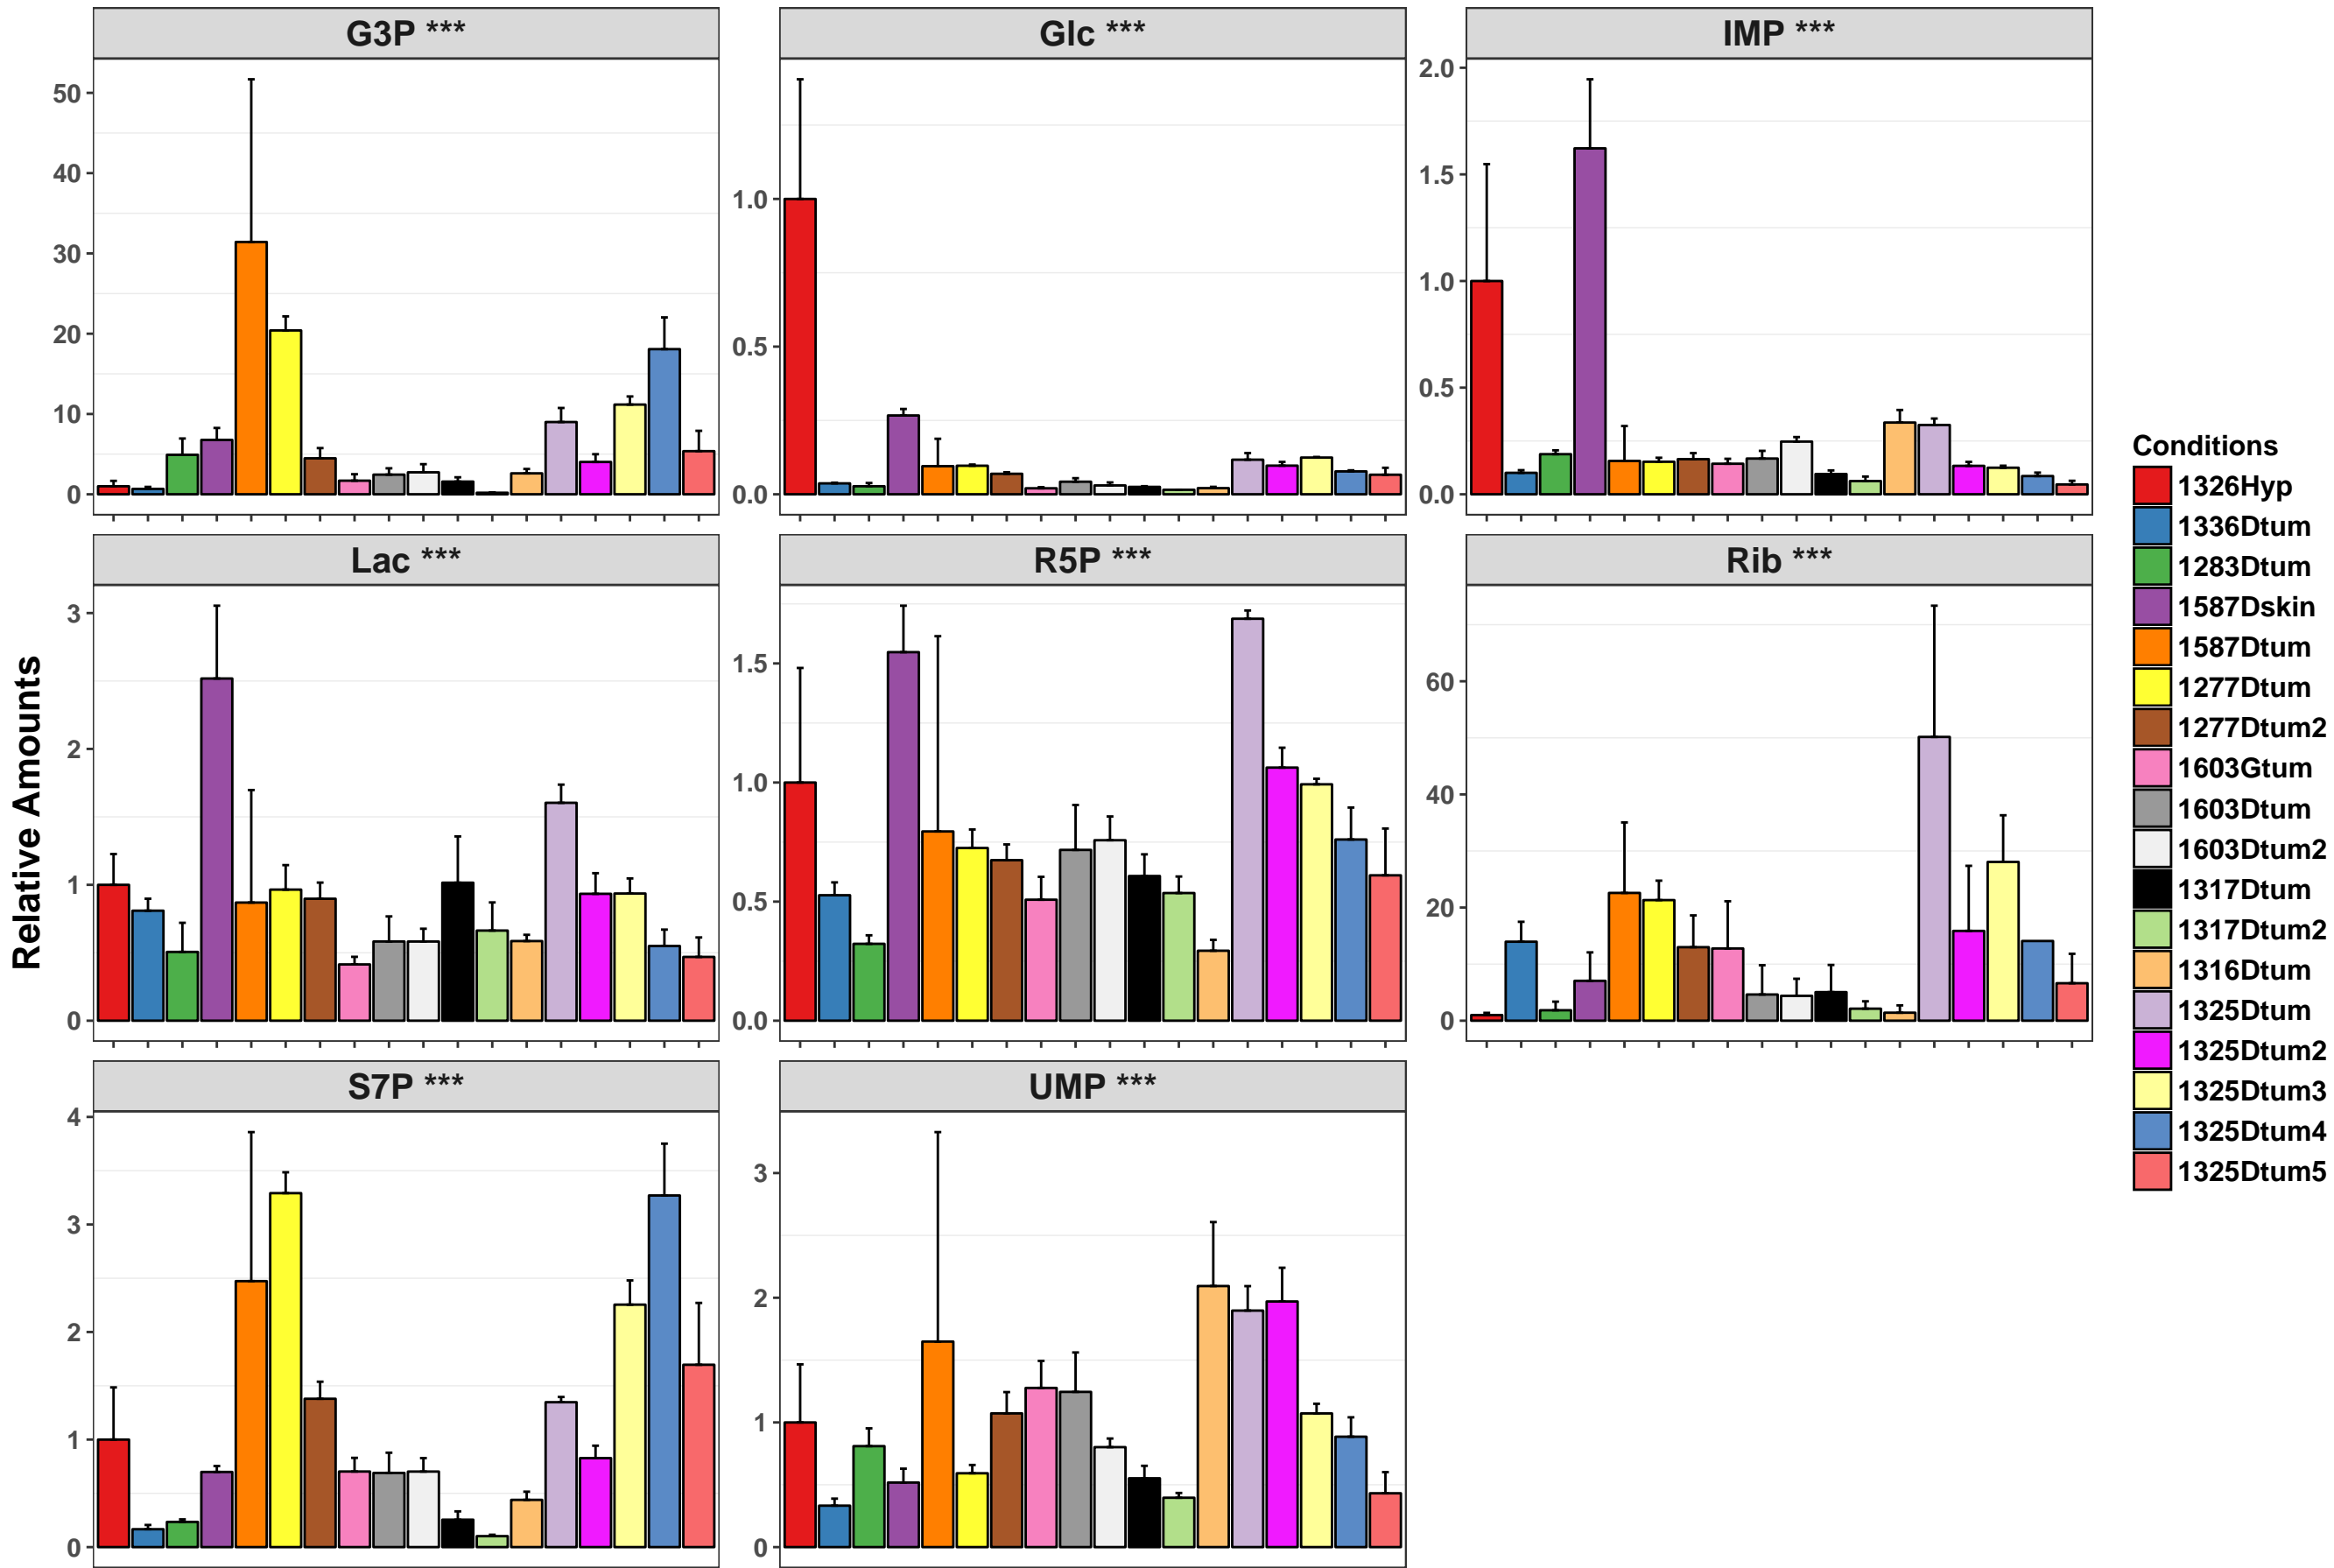 G3P ***
Glc ***
IMP ***
50
40
30
20
10
0
1.0
0.5
0.0
2.0
1.5
1.0
0.5
0.0
Lac ***
R5P ***
Rib ***
3
2
1
0
1.5
1.0
0.5
0.0
60
40
20
0
S7P ***
UMP ***
4
3
2
1
0
3
2
1
0
Relative Amounts
Conditions
1326Hyp
1336Dtum
1283Dtum
1587Dskin
1587Dtum
1277Dtum
1277Dtum2
1603Gtum
1603Dtum
1603Dtum2
1317Dtum
1317Dtum2
1316Dtum
1325Dtum
1325Dtum2
1325Dtum3
1325Dtum4
1325Dtum5